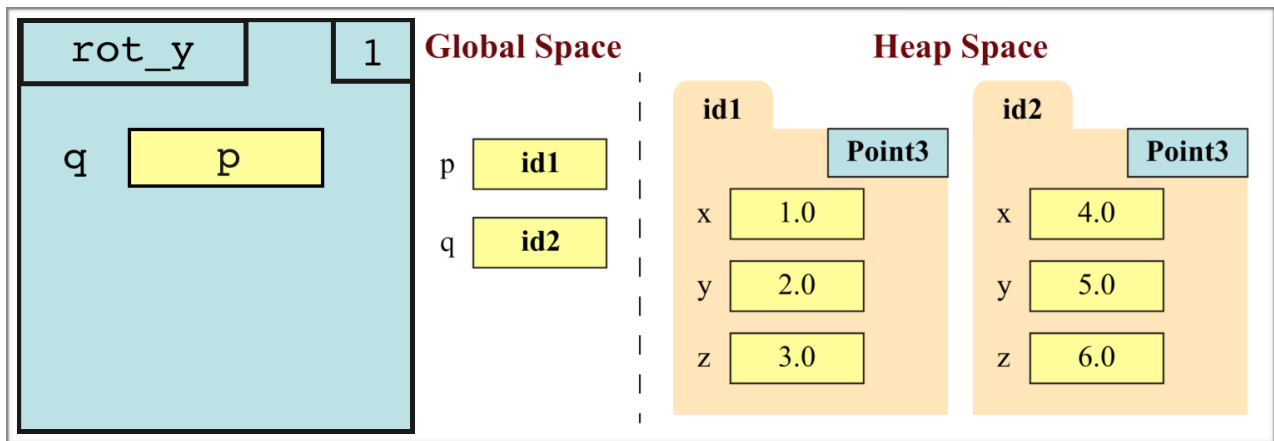 rot_y 1
q p
Global Space
p id1
q id2
Heap Space
id1
Point3
x 1.0
y 2.0
z 3.0
id2
Point3
x 4.0
y 5.0
z 6.0